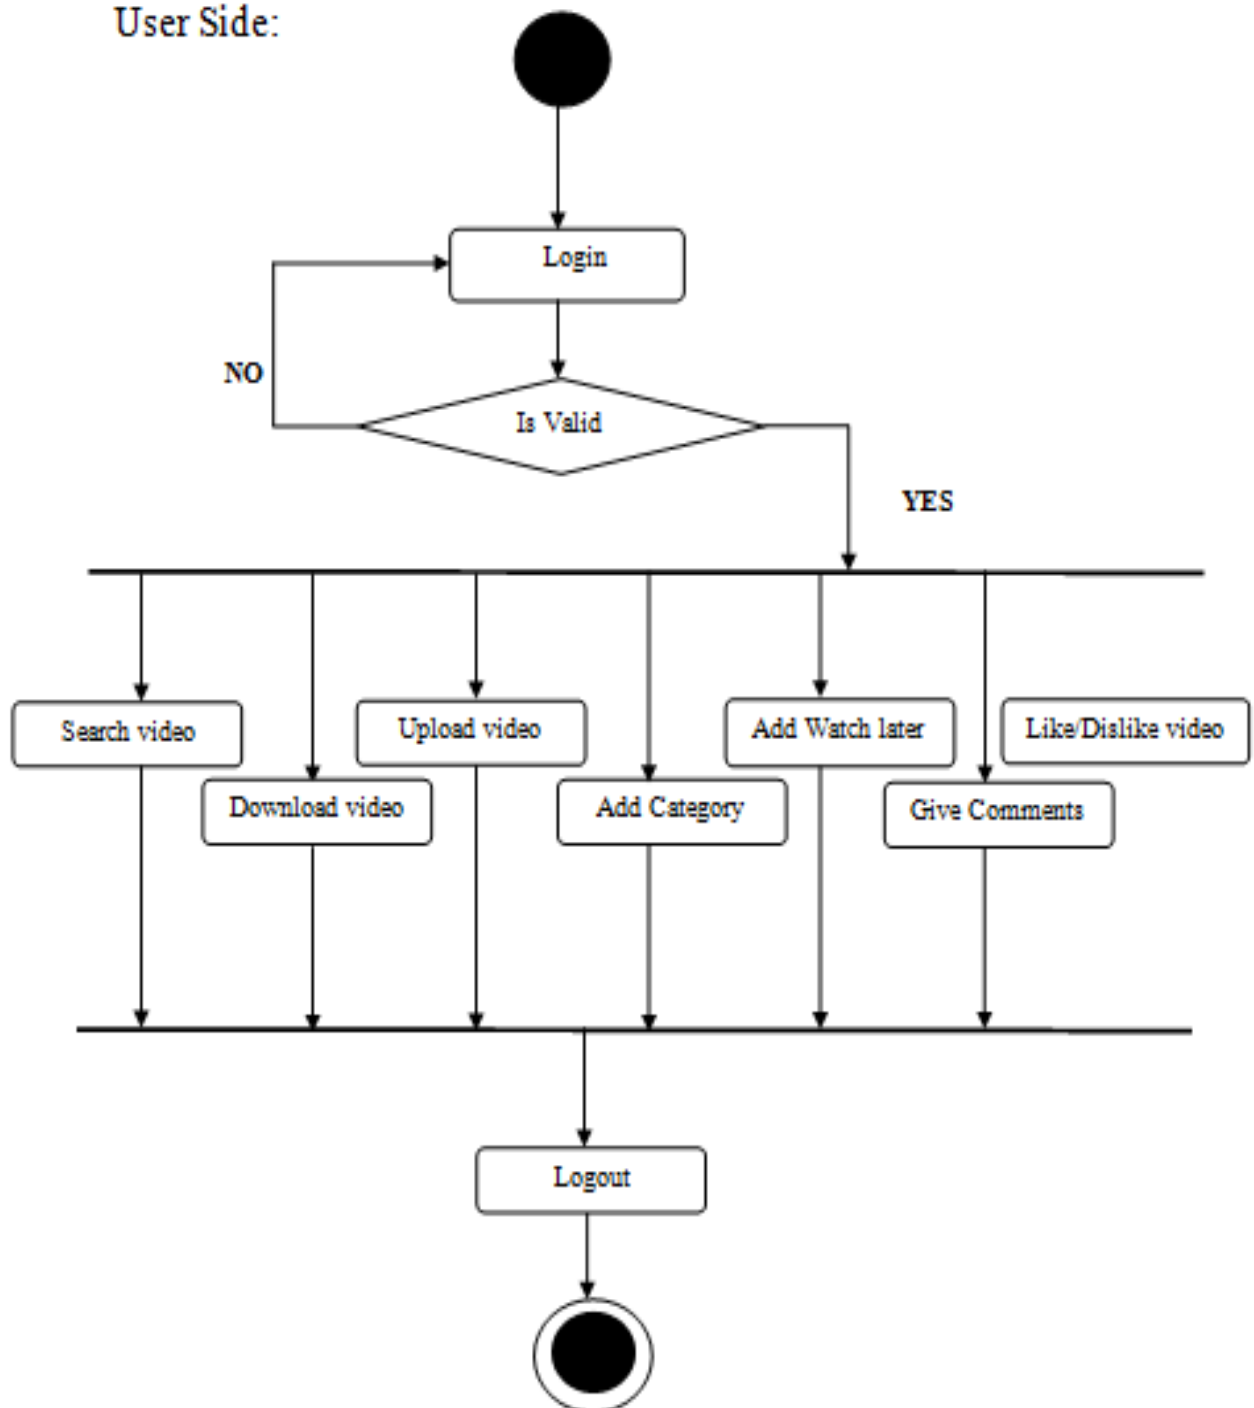 User Side:
Login
NO
Is Valid
YES
Search video
Upload video
Add Watch later
Like/Dislike video
Download video
Add Category
Give Comments
Logout